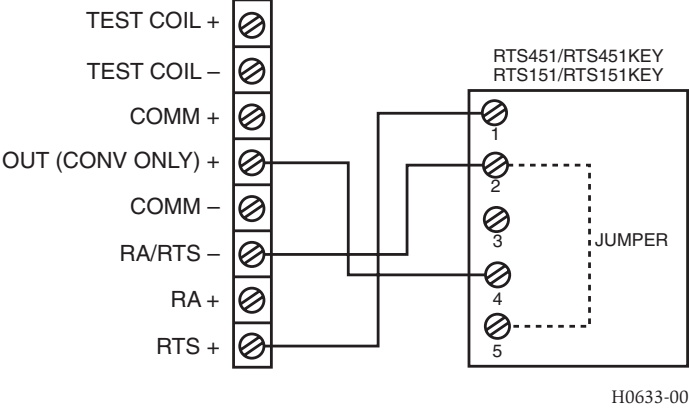 TEST COIL +
TEST COIL –
COMM +
OUT (CONV ONLY) +
COMM –
RA/RTS –
RA +
RTS +
RTS451/RTS451KEY
RTS151/RTS151KEY
1
2
3
4
5
JUMPER
H0633-00